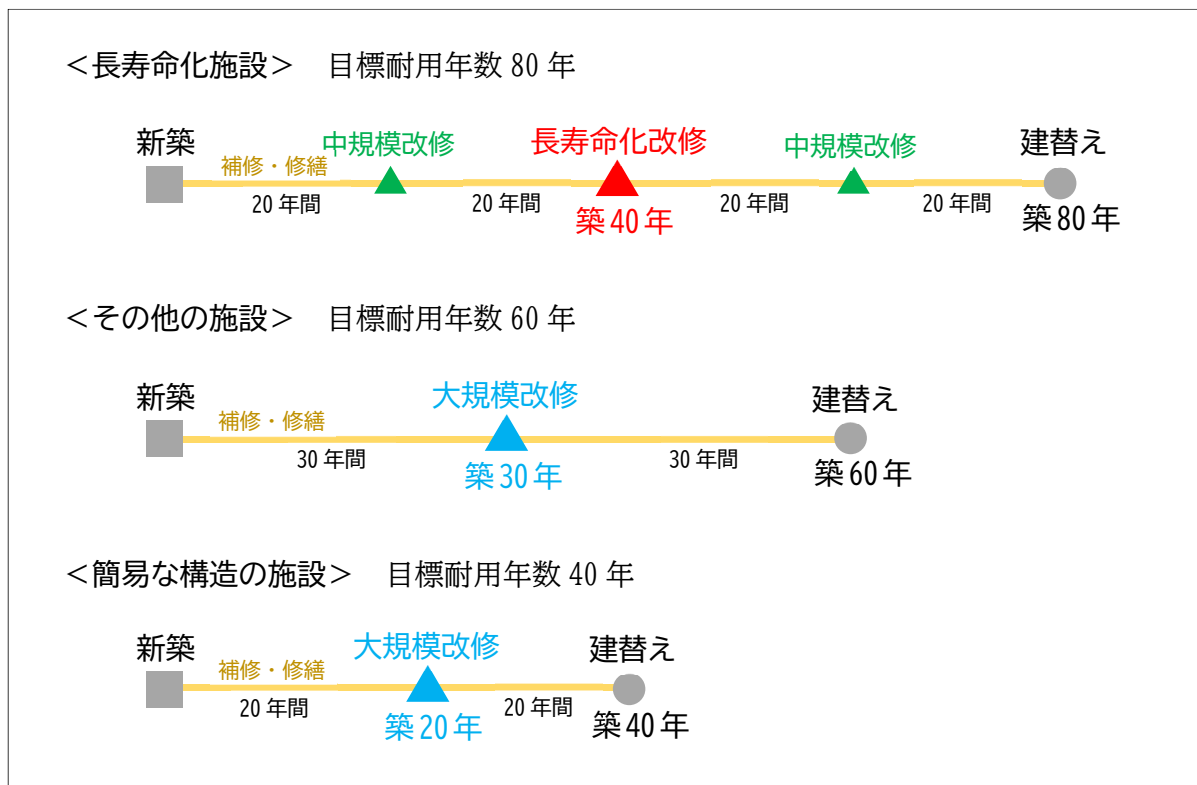 ＜長寿命化施設＞　目標耐用年数 80 年
新築
中規模改修
長寿命化改修
中規模改修
建替え
補修・修繕
20 年間
20 年間
20 年間
20 年間
築 40 年
築 80 年
＜その他の施設＞　目標耐用年数 60 年
新築
大規模改修
建替え
補修・修繕
30 年間
30 年間
築 30 年
築 60 年
＜簡易な構造の施設＞　目標耐用年数 40 年
新築
大規模改修
建替え
補修・修繕
20 年間
20 年間
築 20 年
築 40 年